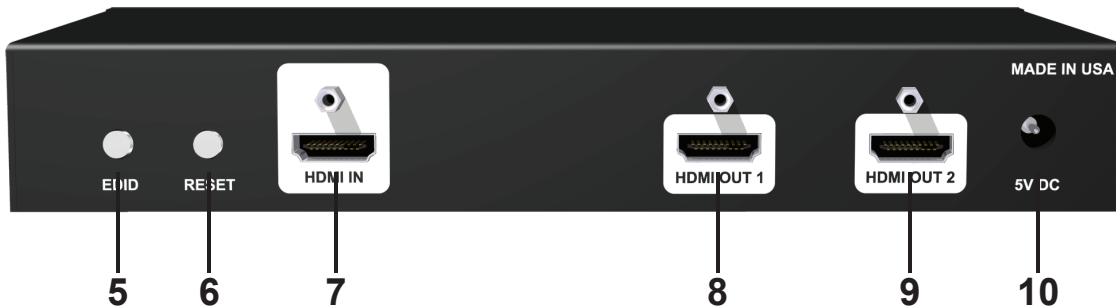 MADE IN USA
EDID
RESET
HDMI IN
HDMI OUT 1
HDMI OUT 2
5V DC
5
6
7
8
9
10